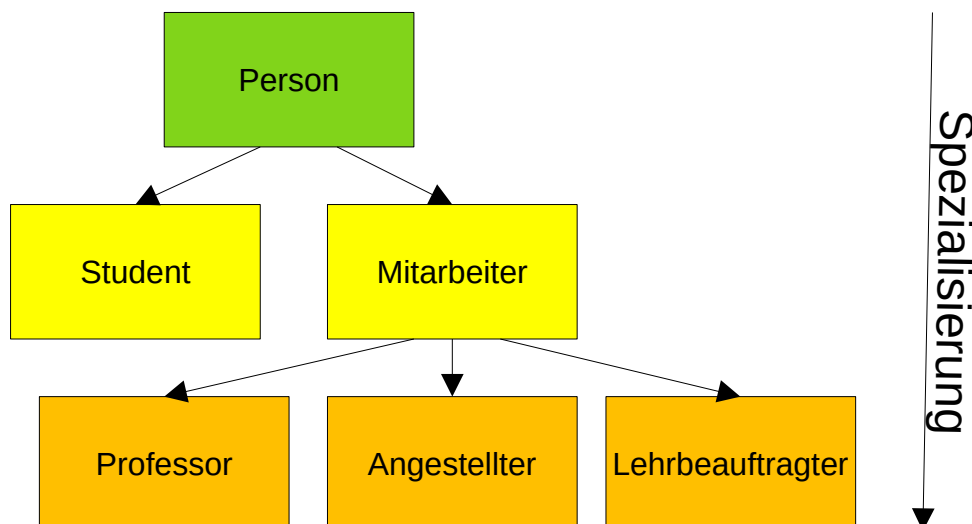 Person
Student
Mitarbeiter
Professor
Angestellter
Lehrbeauftragter
Spezialisierung